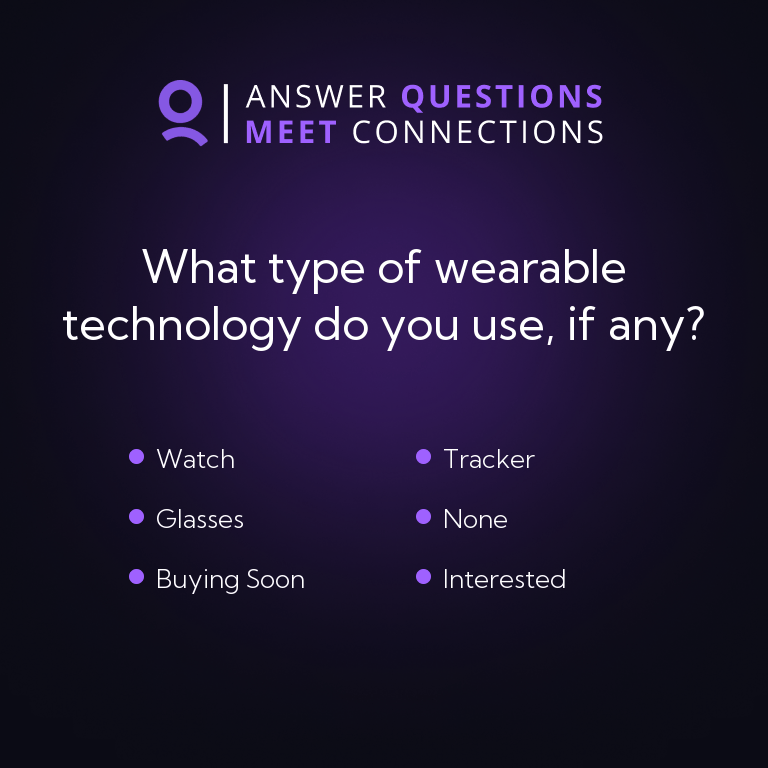 ANSWER QUESTIONS
MEET CONNECTIONS
What type of wearable
technology do you use, if any?
Watch
Tracker
Glasses
None
Buying Soon
Interested